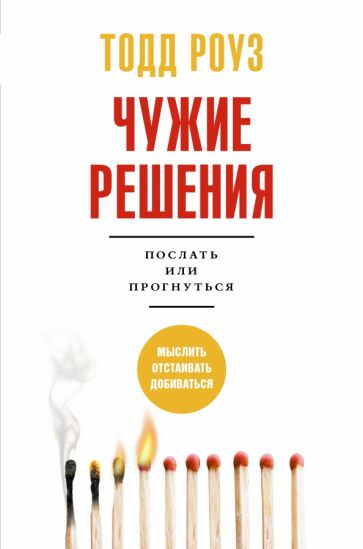 ТОДД РОУЗ
ЧУЖИЕ
РЕШЕНИЯ
ПОСЛАТЬ
ИЛИ
ПРОГНУТЬСЯ
МЫСЛИТЬ
ОТСТАИВАТЬ
ДОБИВАТЬСЯ